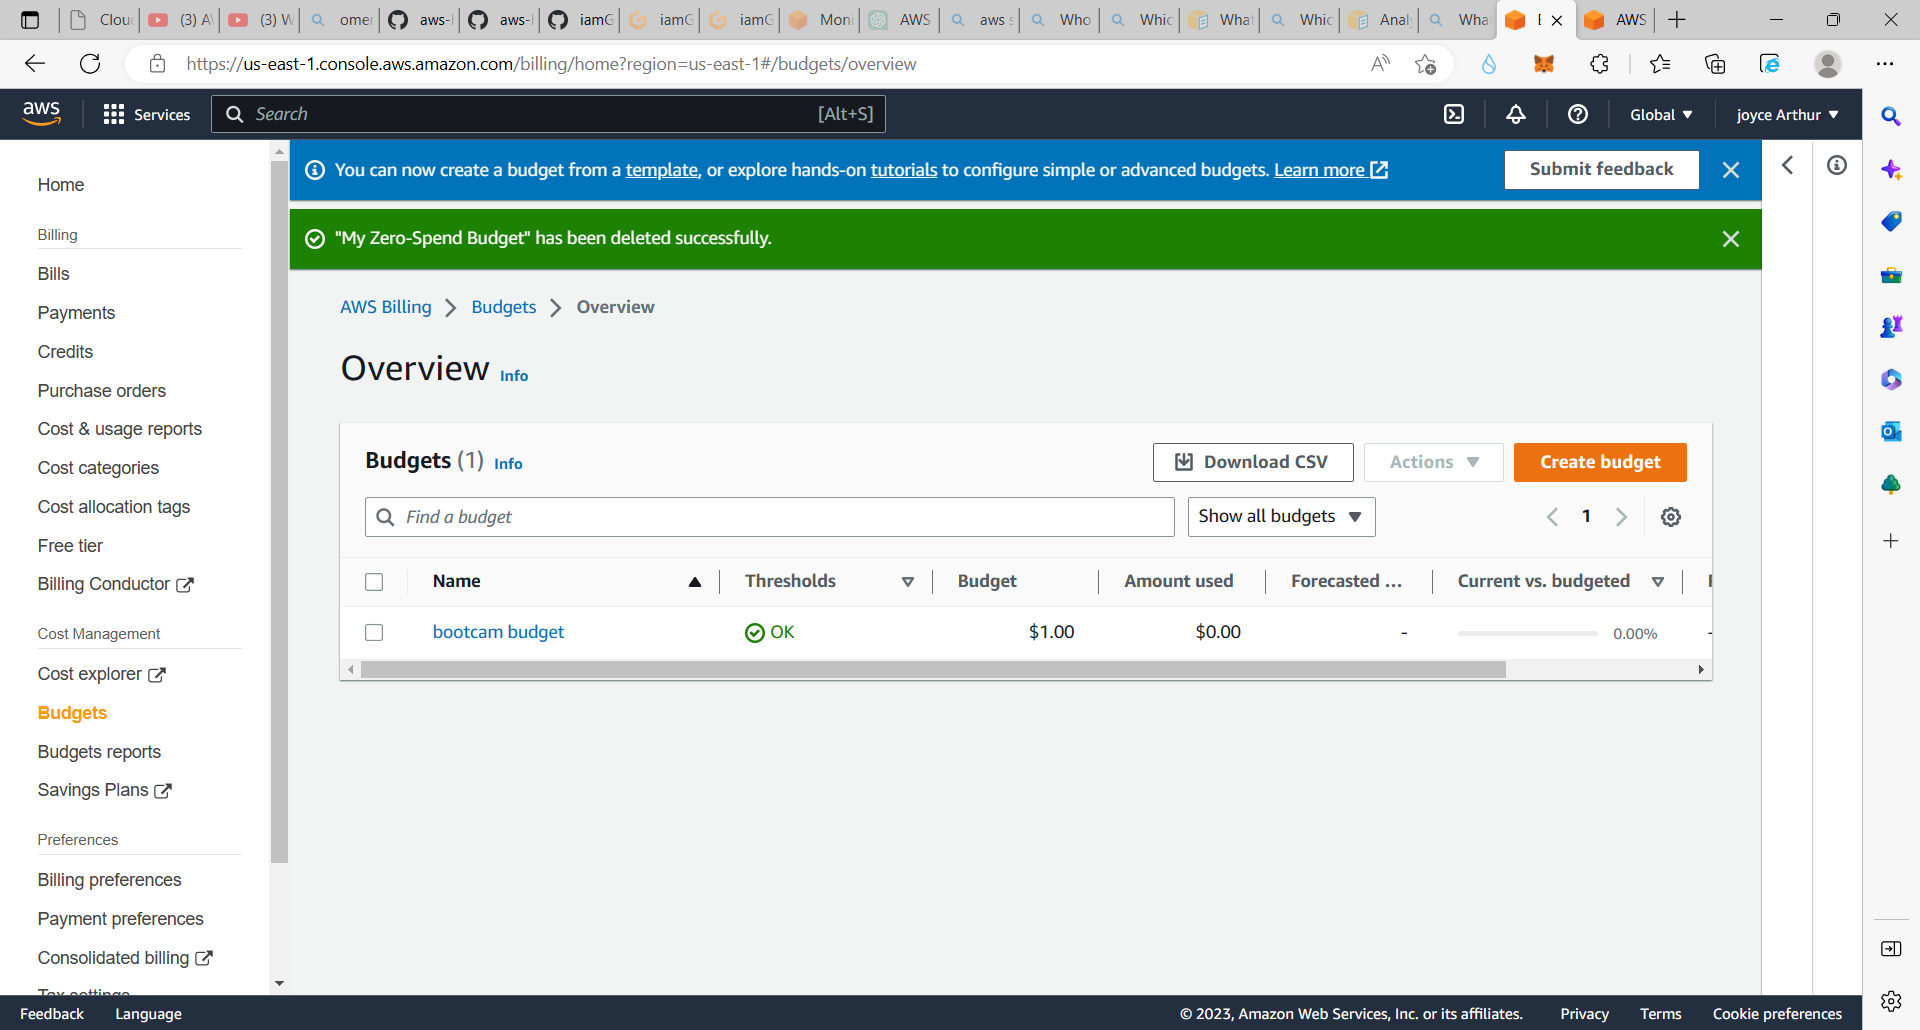 Clou
(3) A
(3) W
omer
aws-
aws-
iamG
iamG
iamG
Moni
AWS
aws s
Who
Whic
What
Whic
Analy
What
AWS
https://us-east-1.console.aws.amazon.com/billing/home?region=us-east-1#/budgets/overview
aws
Services
Search
[Alt+S]
Global
joyce Arthur
Home
Billing
Bills
Payments
Credits
Purchase orders
Cost & usage reports
Cost categories
Cost allocation tags
Free tier
Billing Conductor
Cost Management
Cost explorer
Budgets
Budgets reports
Savings Plans
Preferences
Billing preferences
Payment preferences
Consolidated billing
Tax settings
You can now create a budget from a template, or explore hands-on tutorials to configure simple or advanced budgets. Learn more
Submit feedback
"My Zero-Spend Budget" has been deleted successfully.
AWS Billing > Budgets > Overview
Overview Info
Budgets (1) Info
Download CSV
Actions
Create budget
Find a budget
Show all budgets
1
Name
Thresholds
Budget
Amount used
Forecasted ...
Current vs. budgeted
bootcam budget
OK
$1.00
$0.00
-
0.00%
-
Feedback
Language
© 2023, Amazon Web Services, Inc. or its affiliates.
Privacy
Terms
Cookie preferences